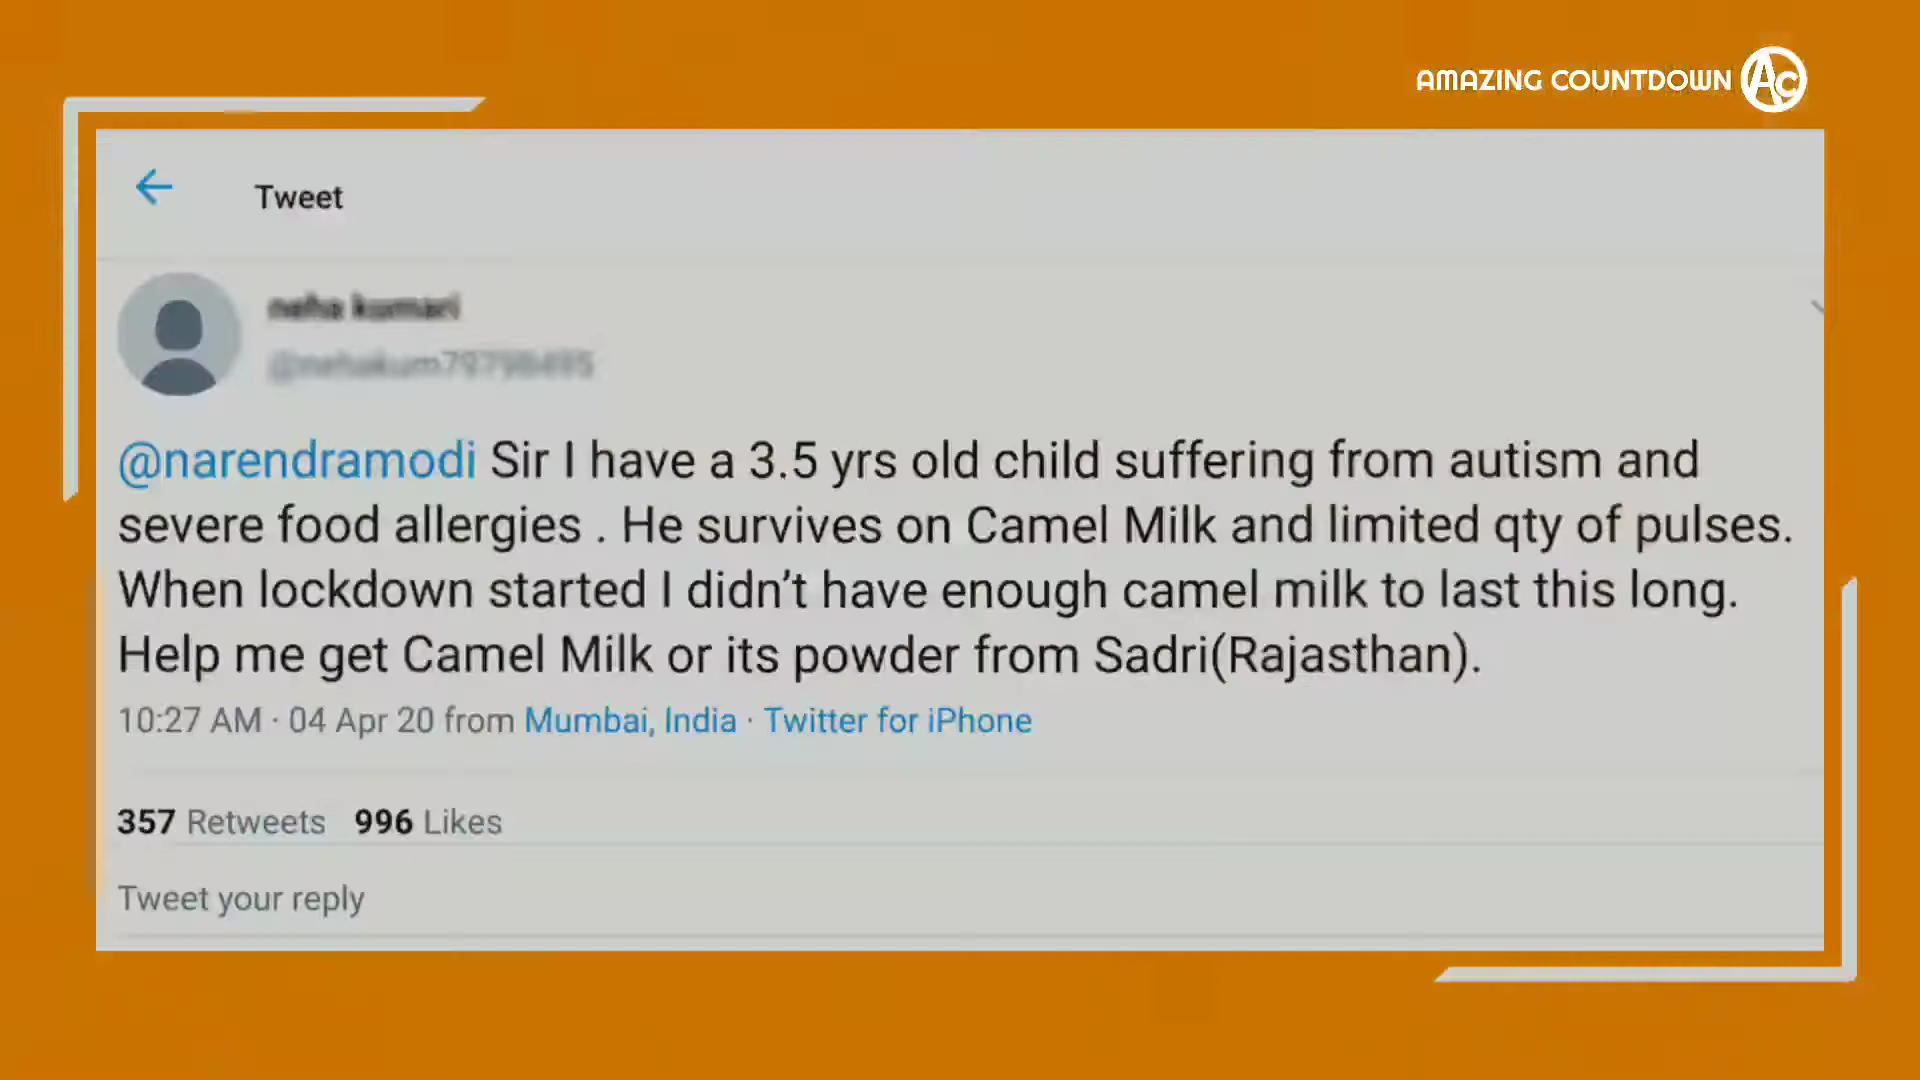 AMAZING COUNTDOWN AC
Tweet
neha kumari
@narendramodi Sir I have a 3.5 yrs old child suffering from autism and
severe food allergies . He survives on Camel Milk and limited qty of pulses.
When lockdown started I didn't have enough camel milk to last this long.
Help me get Camel Milk or its powder from Sadri(Rajasthan).
10:27 AM · 04 Apr 20 from Mumbai, India · Twitter for iPhone
357 Retweets 996 Likes
Tweet your reply